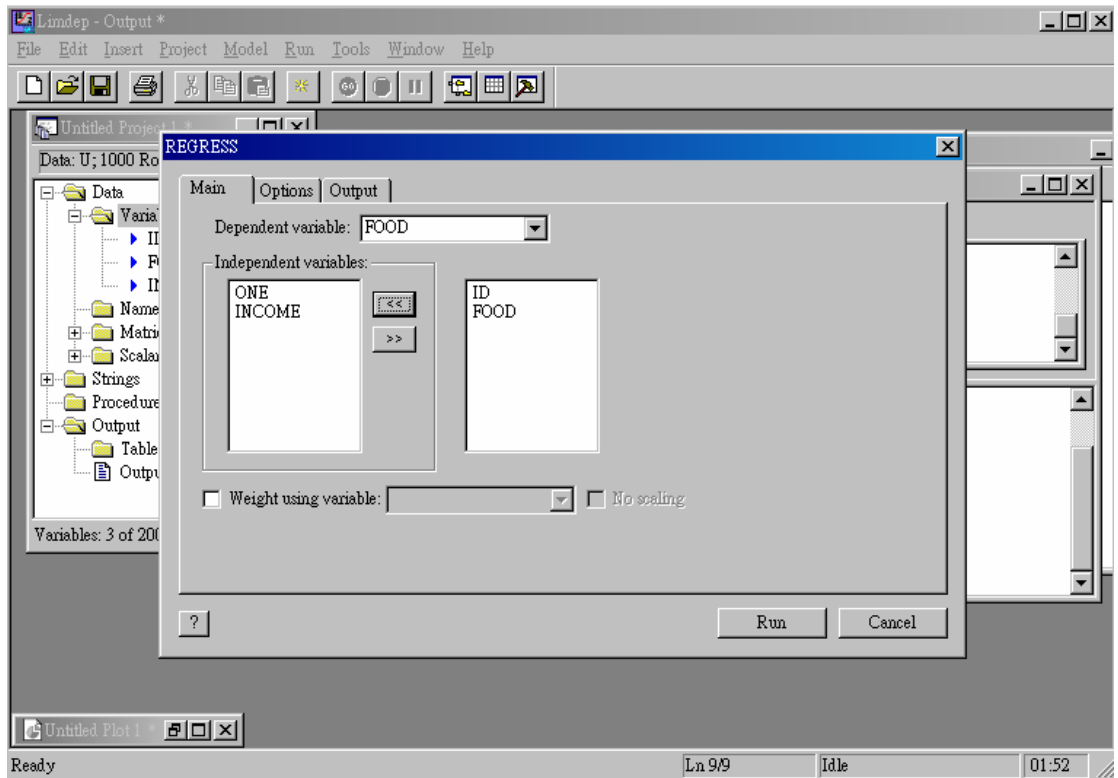 Limdep - Output *
File Edit Insert Project Model Run Tools Window Help
GO
Untitled Project 1 *
Data: U; 1000 Ro
Data
Varia
Name
Matri
Scalar
Strings
Procedure
Output
Table
Outpu
Variables: 3 of 200
REGRESS
Main Options Output
Dependent variable: FOOD
Independent variables:
ONE
INCOME
<<
>>
ID
FOOD
Weight using variable: No scaling
? Run Cancel
Untitled Plot 1 *
Ready Ln 9/9 Idle 01:52